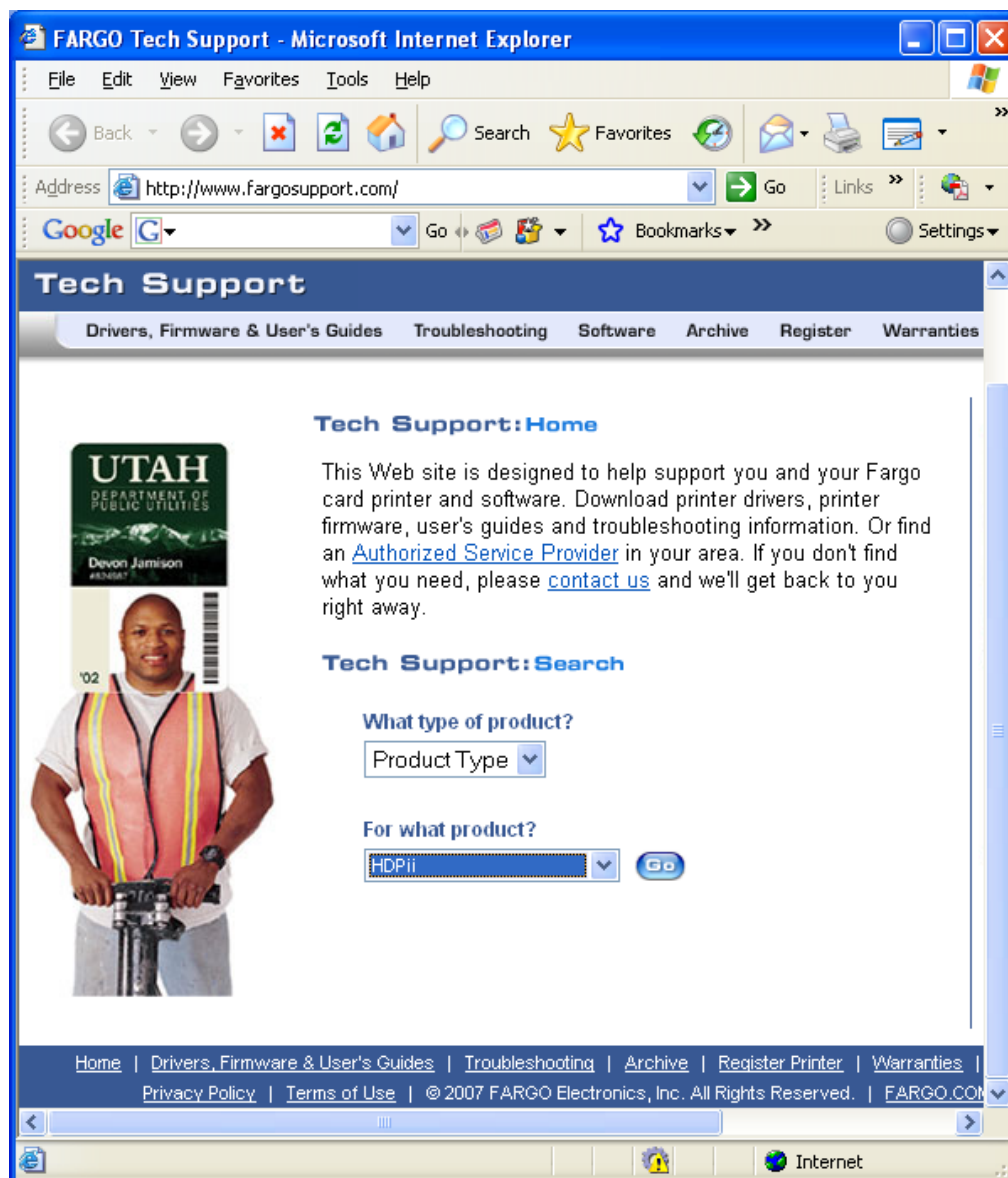 FARGO Tech Support - Microsoft Internet Explorer
File Edit View Favorites Tools Help
Back Search Favorites
Address http://www.fargosupport.com/ Go Links »
Google G Go Bookmarks » Settings
Tech Support
Drivers, Firmware & User's Guides Troubleshooting Software Archive Register Warranties
UTAH
DEPARTMENT OF
PUBLIC UTILITIES
Devon Jamison
'02
Tech Support:Home
This Web site is designed to help support you and your Fargo
card printer and software. Download printer drivers, printer
firmware, user's guides and troubleshooting information. Or find
an Authorized Service Provider in your area. If you don't find
what you need, please contact us and we'll get back to you
right away.
Tech Support:Search
What type of product?
Product Type
For what product?
HDPii Go
Home | Drivers, Firmware & User's Guides | Troubleshooting | Archive | Register Printer | Warranties |
Privacy Policy | Terms of Use | © 2007 FARGO Electronics, Inc. All Rights Reserved. | FARGO.COM
Internet